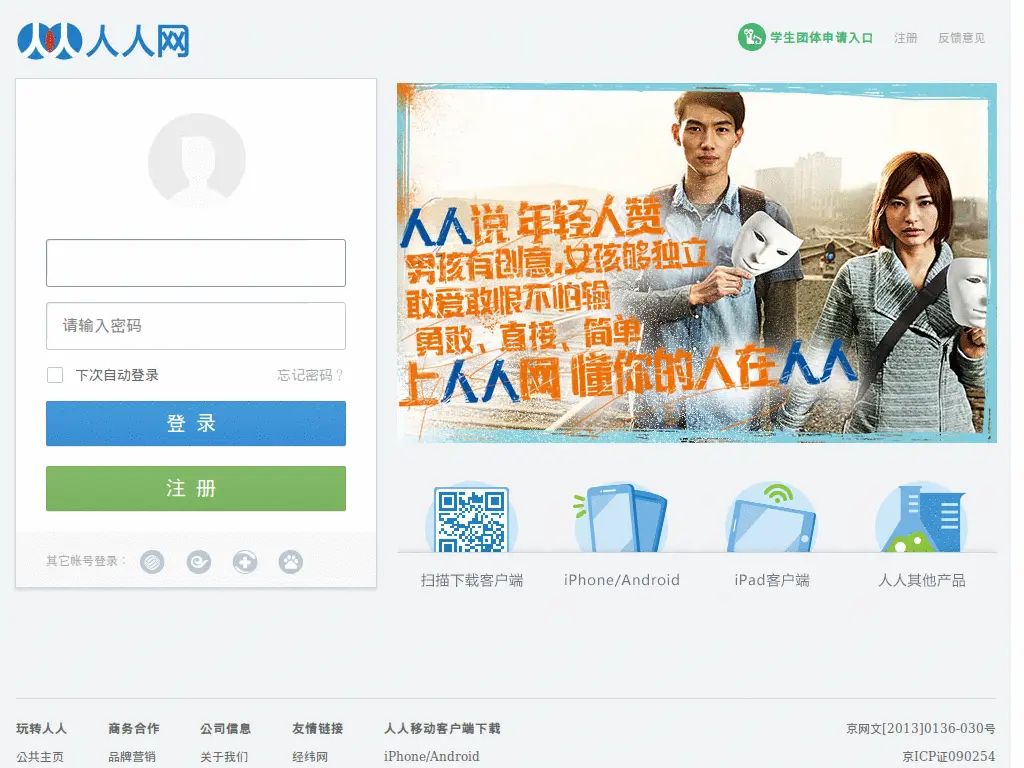 人人网
学生团体申请入口 注册 反馈意见
请输入密码
下次自动登录 忘记密码？
登 录
注 册
其它帐号登录：
人人说 年轻人赞
男孩有创意,女孩够独立
敢爱敢恨不怕输
勇敢、直接、简单
上人人网 懂你的人在人人
扫描下载客户端 iPhone/Android iPad客户端 人人其他产品
玩转人人 商务合作 公司信息 友情链接 人人移动客户端下载 京网文[2013]0136-030号
公共主页 品牌营销 关于我们 经纬网 iPhone/Android 京ICP证090254